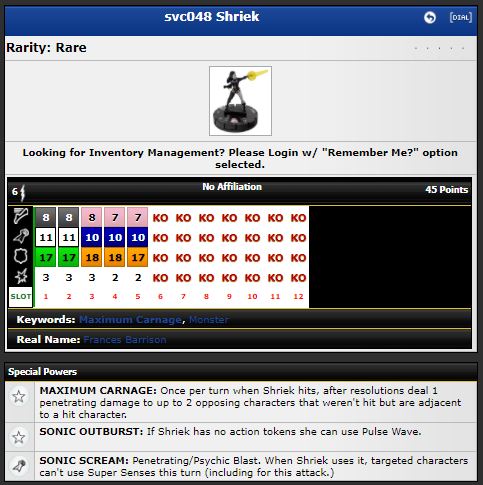 svc048 Shriek
[DIAL]
Rarity: Rare
Looking for Inventory Management? Please Login w/ "Remember Me?" option
selected.
6 No Affiliation 45 Points
8 8 8 7 7 KO KO KO KO KO KO KO
11 11 10 10 10 KO KO KO KO KO KO KO
17 17 18 18 17 KO KO KO KO KO KO KO
3 3 3 2 2 KO KO KO KO KO KO KO
SLOT 1 2 3 4 5 6 7 8 9 10 11 12
Keywords: Maximum Carnage, Monster
Real Name: Frances Barrison
Special Powers
MAXIMUM CARNAGE: Once per turn when Shriek hits, after resolutions deal 1
penetrating damage to up to 2 opposing characters that weren't hit but are adjacent
to a hit character.
SONIC OUTBURST: If Shriek has no action tokens she can use Pulse Wave.
SONIC SCREAM: Penetrating/Psychic Blast. When Shriek uses it, targeted characters
can't use Super Senses this turn (including for this attack.)